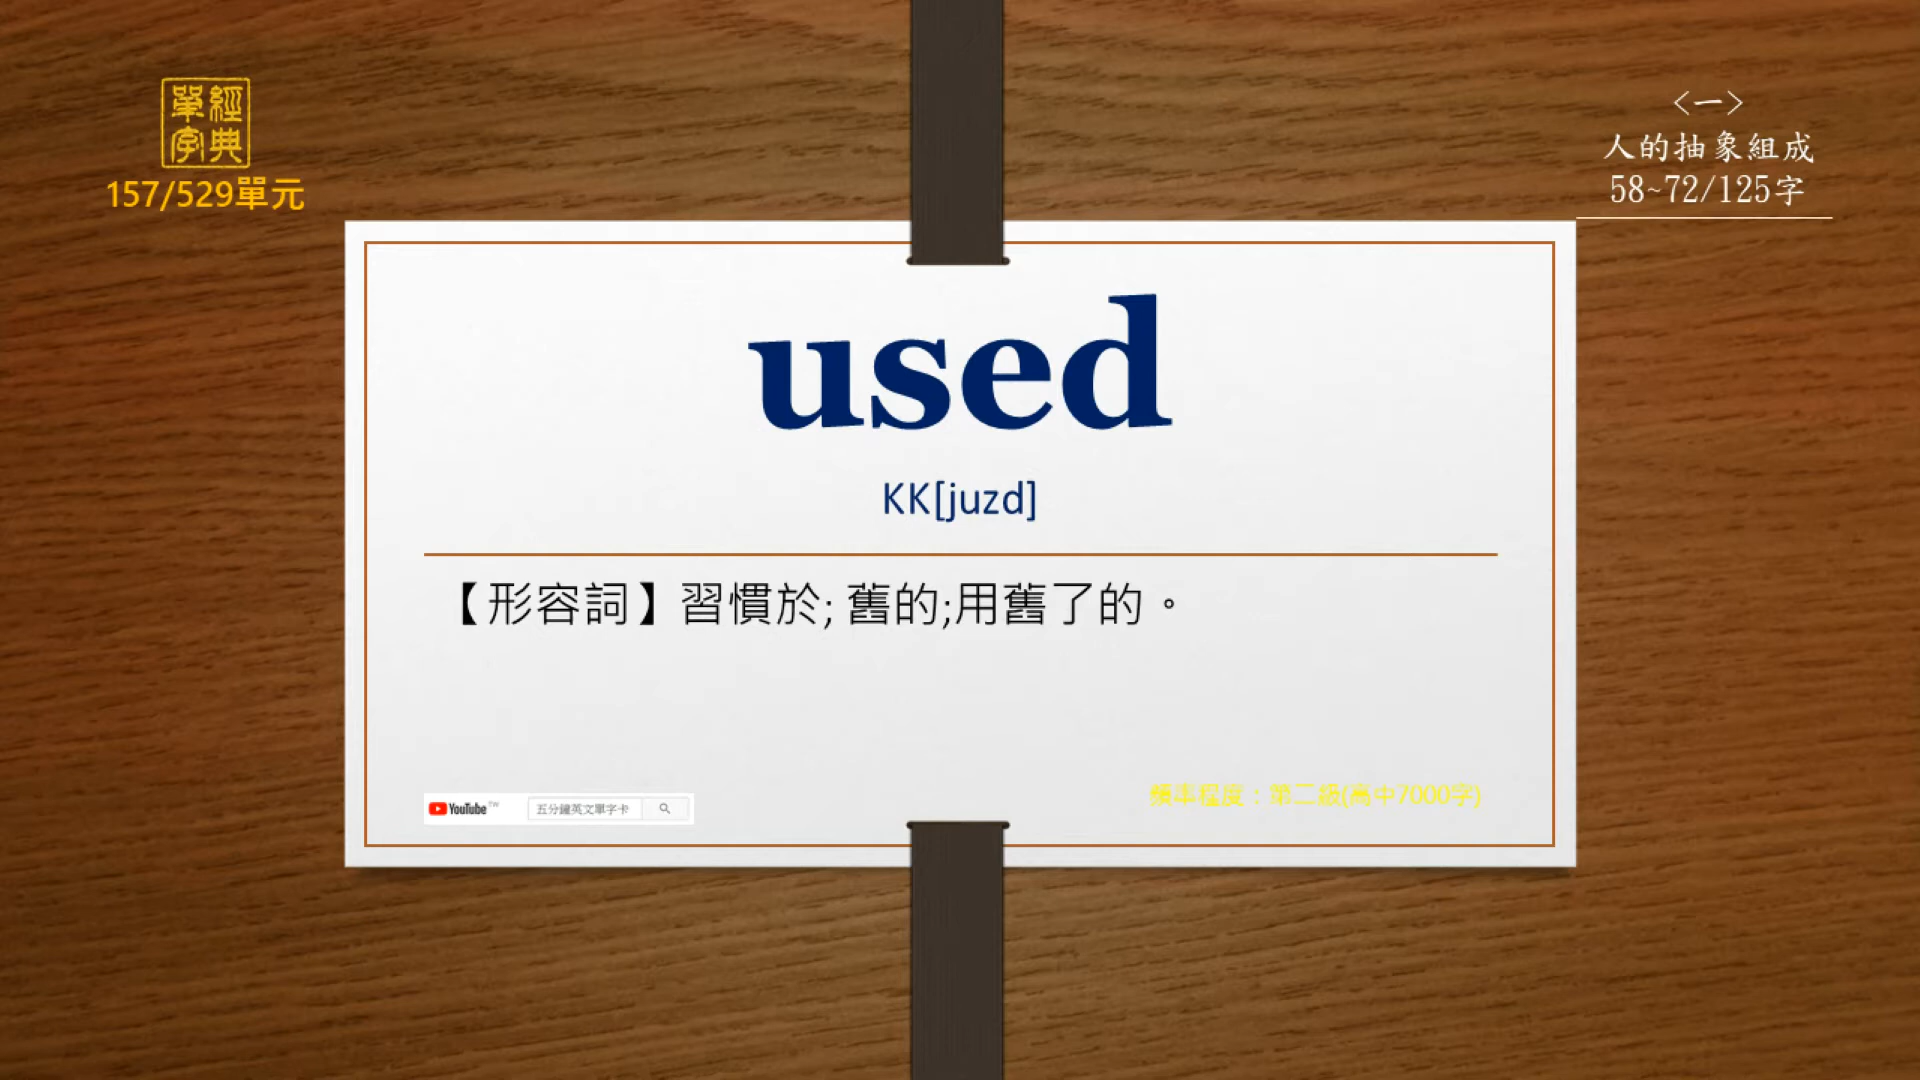 經典
單字
157/529單元
<一>
人的抽象組成
58~72/125字
used
KK[juzd]
【形容詞】習慣於; 舊的;用舊了的。
YouTube TW
五分鐘英文單字卡
頻率程度：第二級(高中7000字)